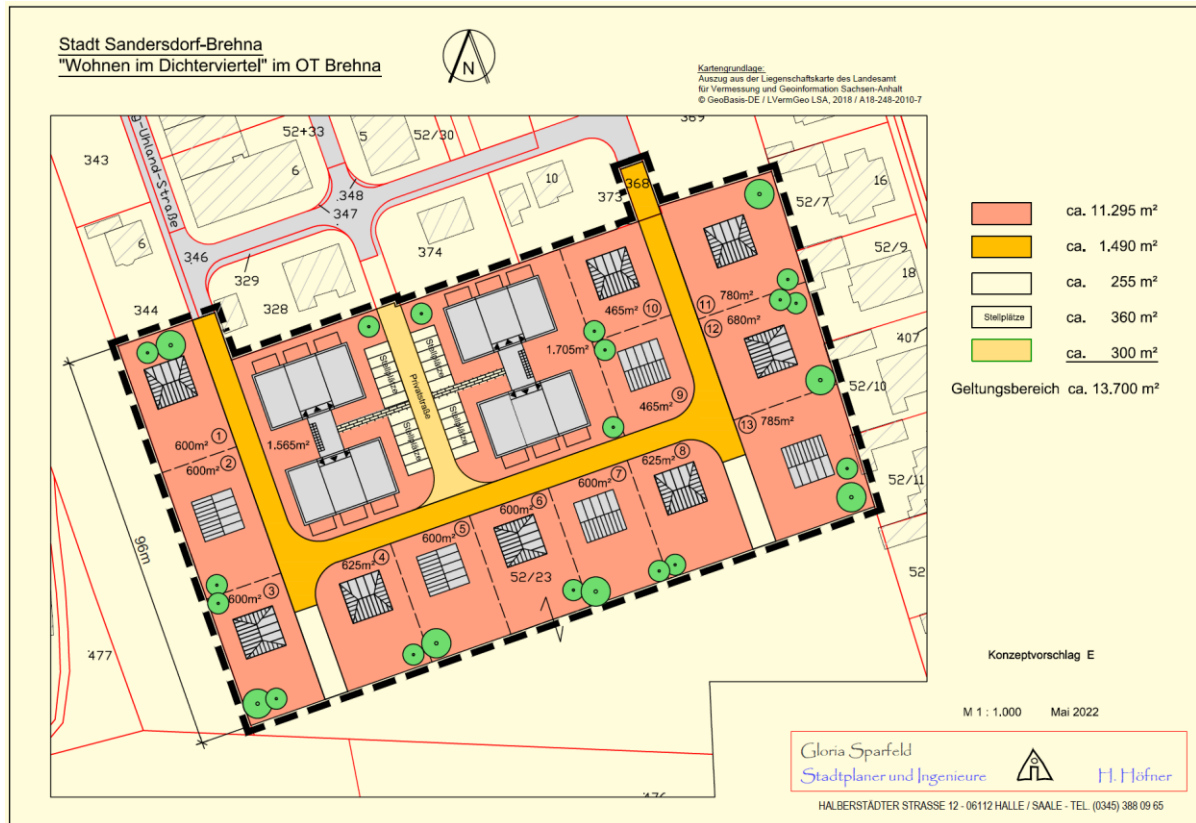 Stadt Sandersdorf-Brehna
"Wohnen im Dichterviertel" im OT Brehna
N
Kartengrundlage:
Auszug aus der Liegenschaftskarte des Landesamt
für Vermessung und Geoinformation Sachsen-Anhalt
© GeoBasis-DE / LVermGeo LSA, 2018 / A18-248-2010-7
343
g-Uhland-Straße
52+33
5
52/30
369
6
348
347
10
373
368
52/7
16
6
346
329
328
374
52/9
18
344
407
52/10
52/11
52
465m²
10
11
780m²
12
680m²
1.705m²
465m²
9
13
785m²
Stellplätze
Stellplätze
Privatstraße
Stellplätze
Stellplätze
1.565m²
600m²
1
600m²
2
600m²
3
625m²
4
600m²
5
600m²
6
600m²
7
625m²
8
52/23
96m
477
476
ca. 11.295 m²
ca. 1.490 m²
ca. 255 m²
Stellplätze ca. 360 m²
ca. 300 m²
Geltungsbereich ca. 13.700 m²
Konzeptvorschlag E
M 1 : 1.000 Mai 2022
Gloria Sparfeld
Stadtplaner und Ingenieure H. Höfner
HALBERSTÄDTER STRASSE 12 - 06112 HALLE / SAALE - TEL. (0345) 388 09 65